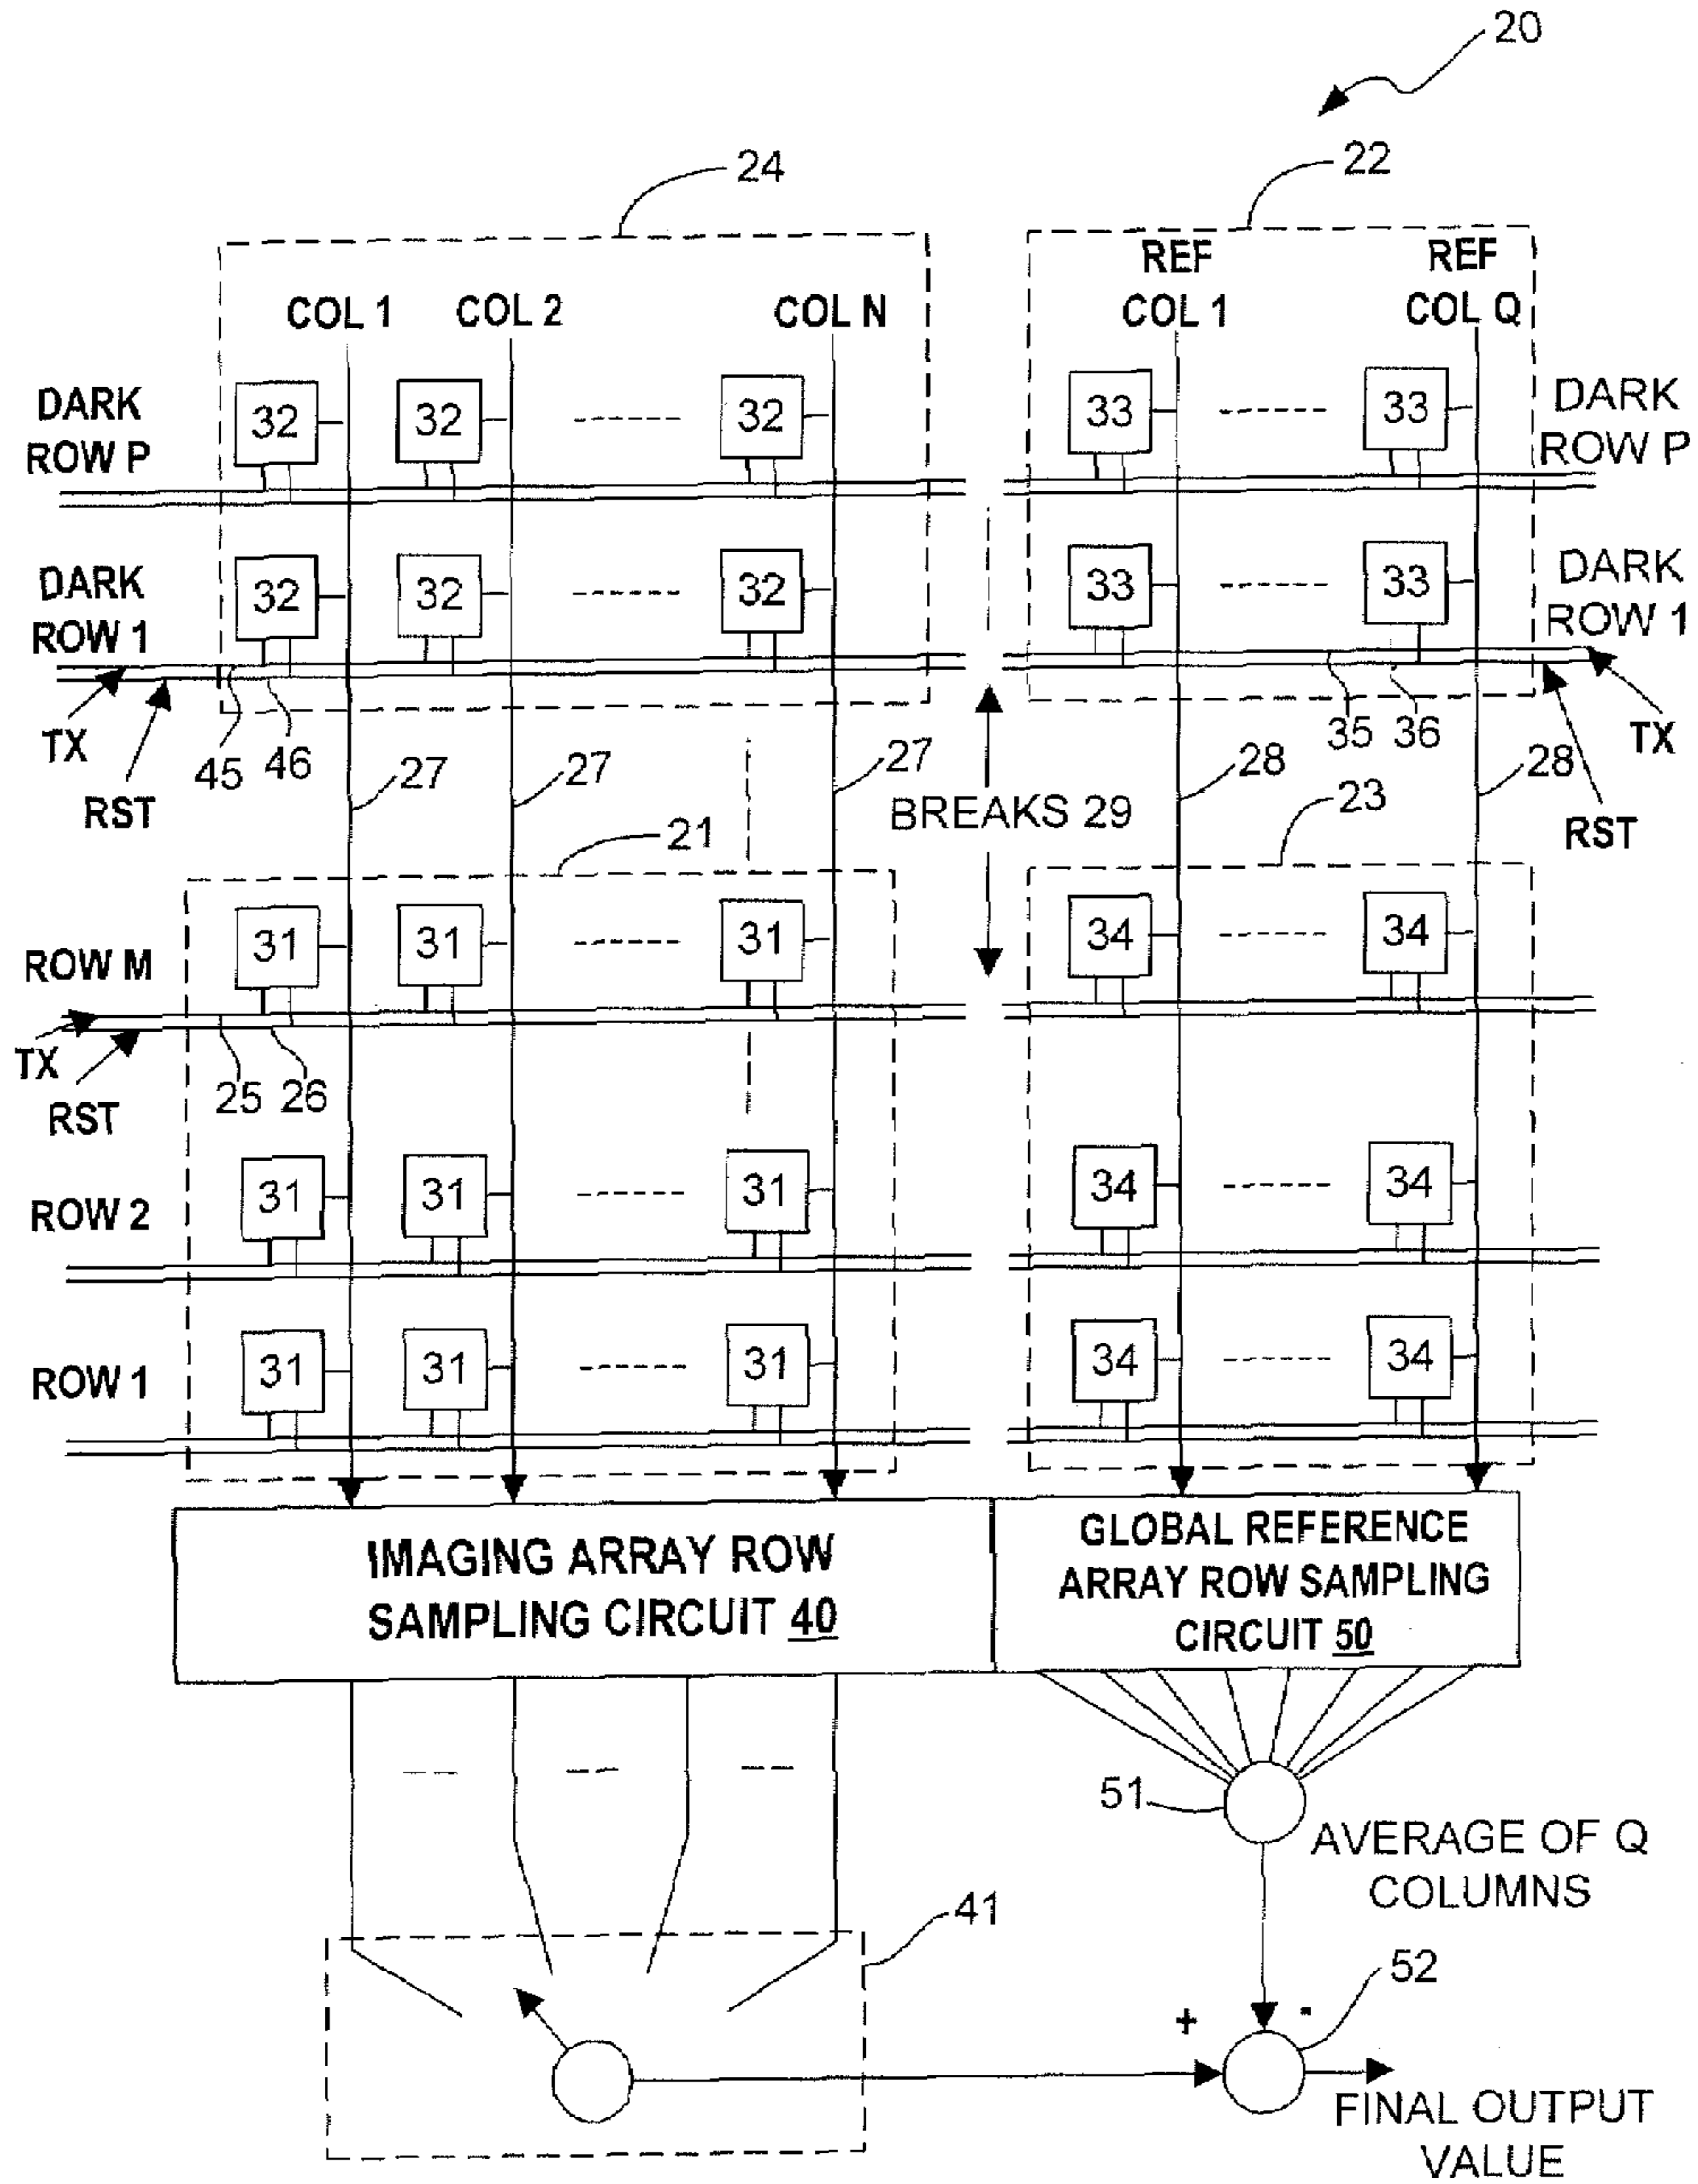 20
24
22
REF
REF
COL 1
COL 2
COL N
COL 1
COL Q
DARK
ROW P
32
32
32
33
33
DARK
ROW P
DARK
ROW 1
32
32
32
33
33
DARK
ROW 1
TX
RST
45
46
27
27
27
28
35
36
28
TX
RST
BREAKS 29
21
23
ROW M
31
31
31
34
34
TX
RST
25
26
ROW 2
31
31
31
34
34
ROW 1
31
31
31
34
34
IMAGING ARRAY ROW
SAMPLING CIRCUIT 40
GLOBAL REFERENCE
ARRAY ROW SAMPLING
CIRCUIT 50
51
AVERAGE OF Q
COLUMNS
41
52
+
-
FINAL OUTPUT
VALUE